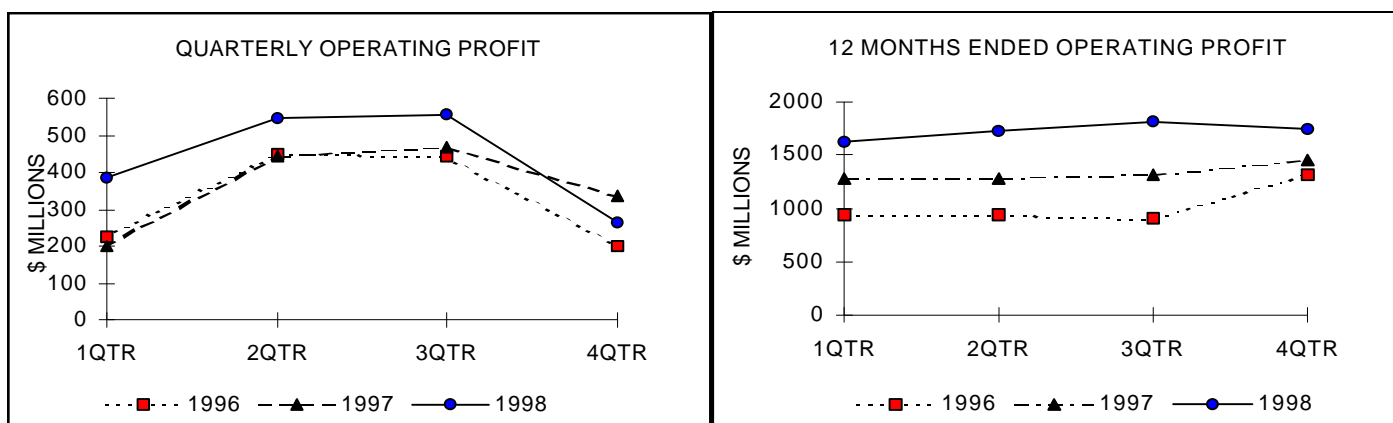 QUARTERLY OPERATING PROFIT
600
500
400
300
200
100
0
$ MILLIONS
1QTR 2QTR 3QTR 4QTR
1996 1997 1998
12 MONTHS ENDED OPERATING PROFIT
2000
1500
1000
500
0
$ MILLIONS
1QTR 2QTR 3QTR 4QTR
1996 1997 1998